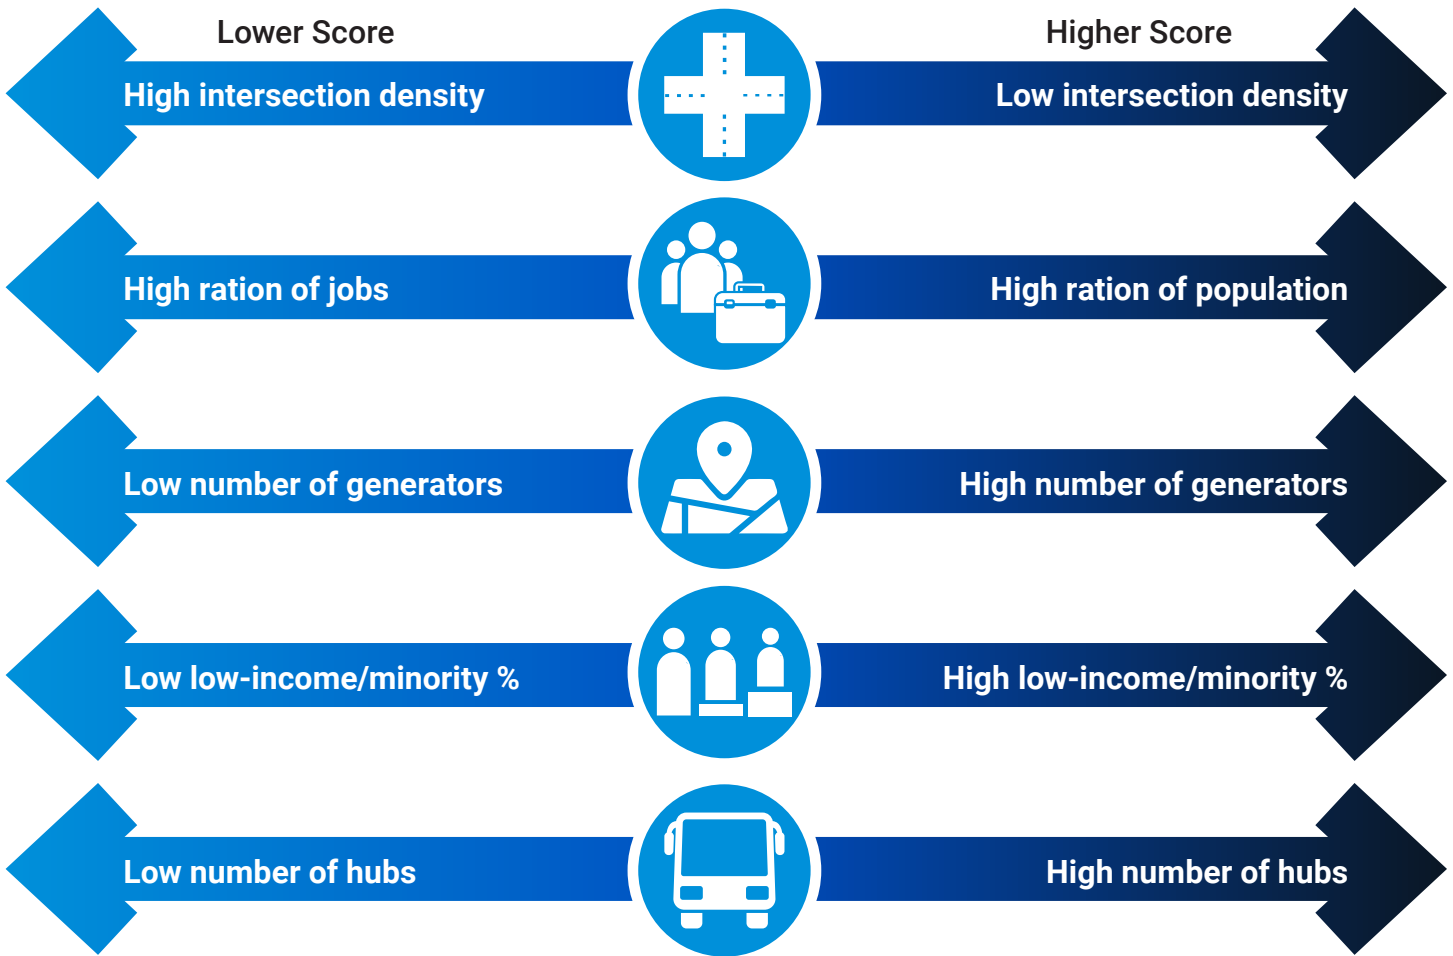 Lower Score
Higher Score
High intersection density
Low intersection density
High ration of jobs
High ration of population
Low number of generators
High number of generators
Low low-income/minority %
High low-income/minority %
Low number of hubs
High number of hubs